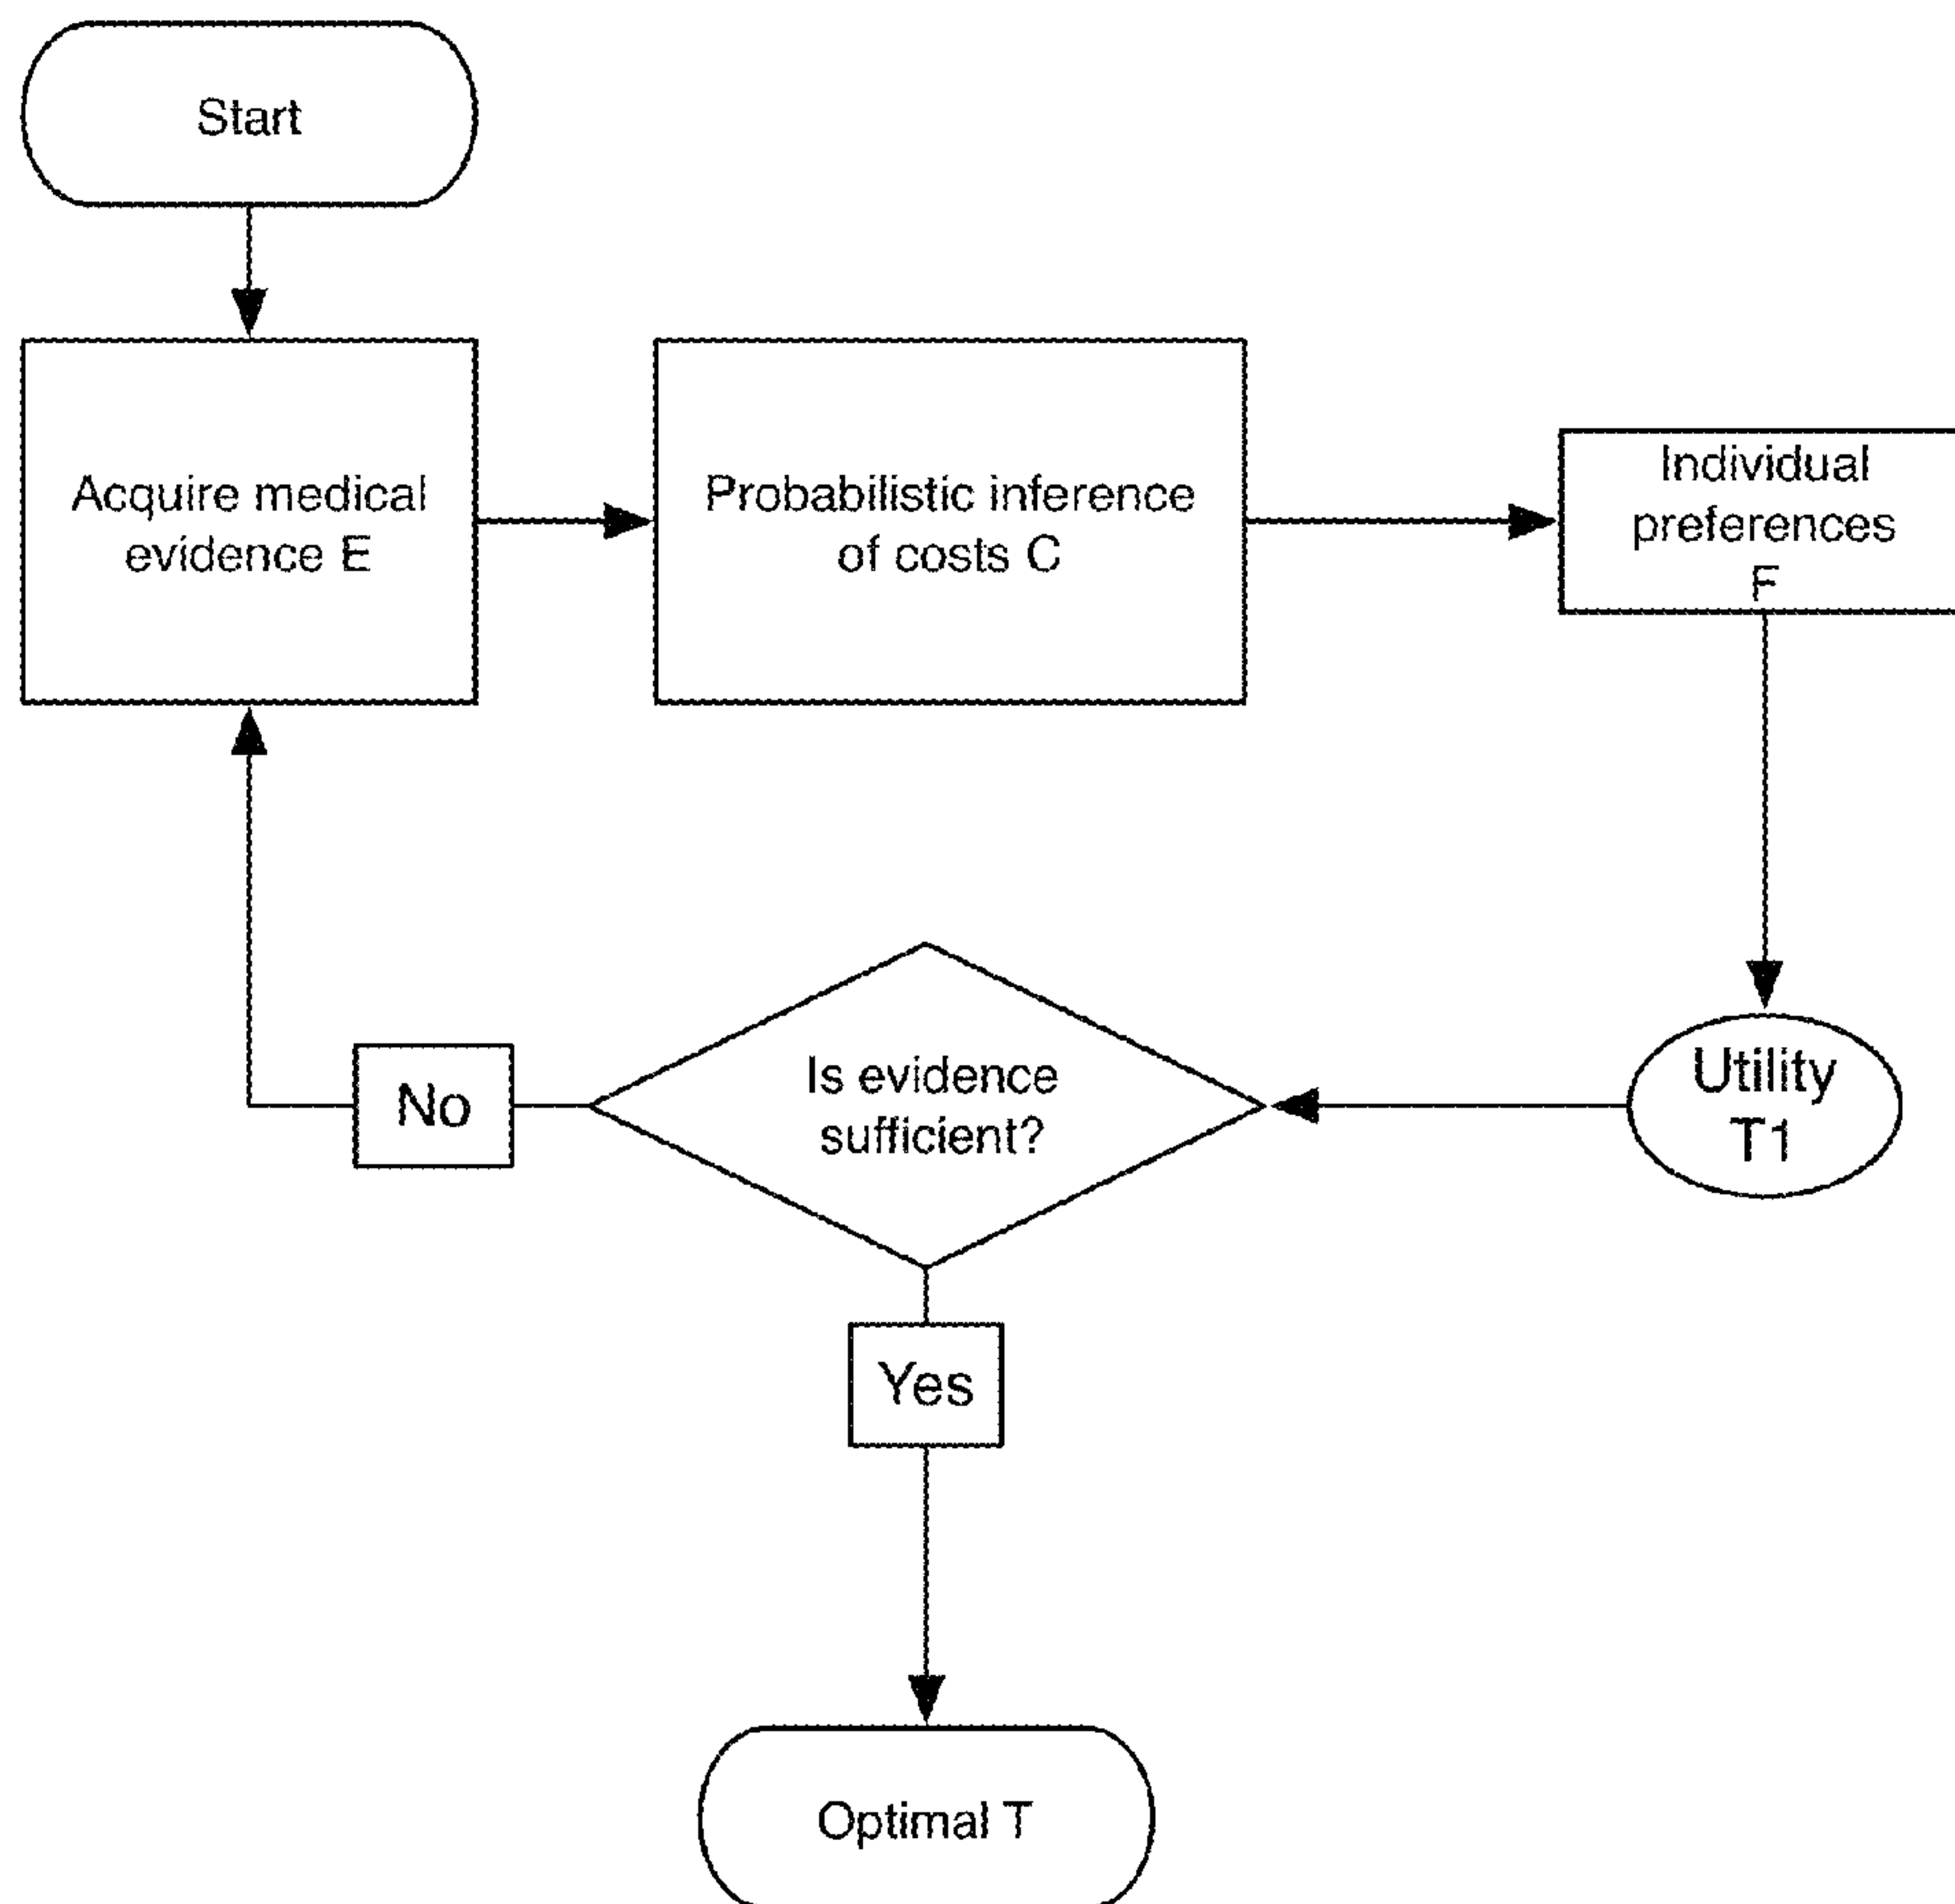 Start
Acquire medical
evidence E
Probabilistic inference
of costs C
Individual
preferences
F
Utility
T1
Is evidence
sufficient?
No
Yes
Optimal T